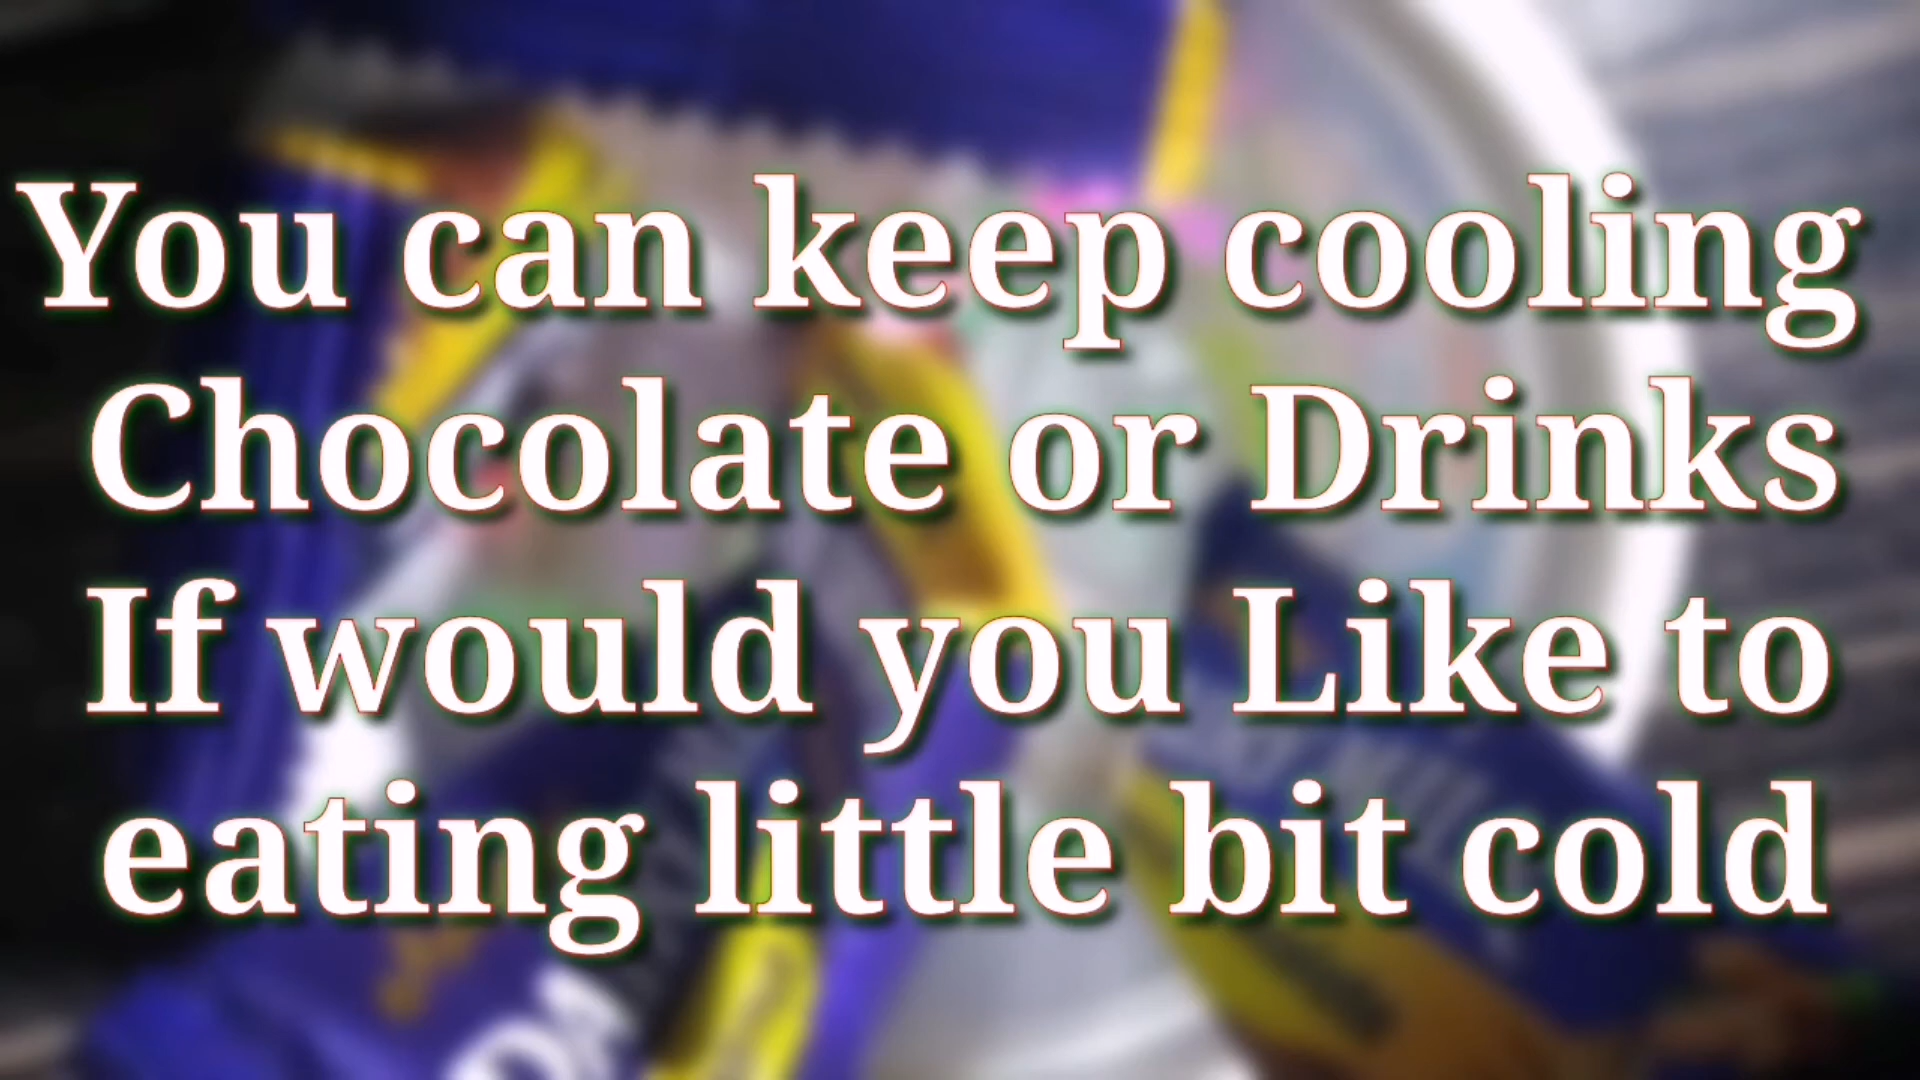 You can keep cooling
Chocolate or Drinks
If would you Like to
eating little bit cold